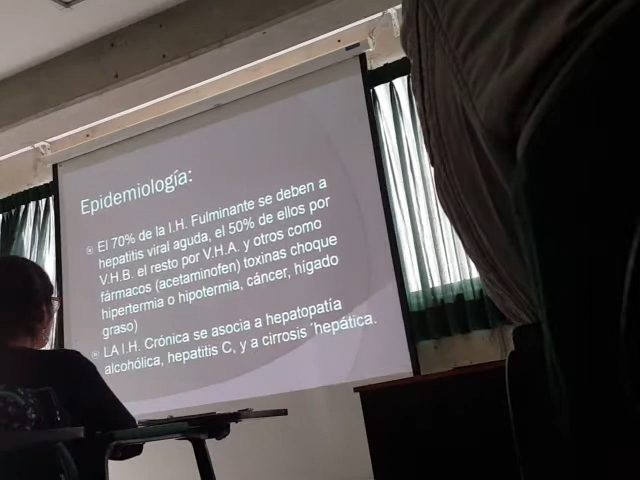 Epidemiología:
El 70% de la I.H. Fulminante se deben a
hepatitis viral aguda, el 50% de ellos por
V.H.B. el resto por V.H.A. y otros como
fármacos (acetaminofen) toxinas choque
hipertermia o hipotermia, cáncer, hígado
graso)
LA I.H. Crónica se asocia a hepatopatía
alcohólica, hepatitis C, y a cirrosis ´hepática.